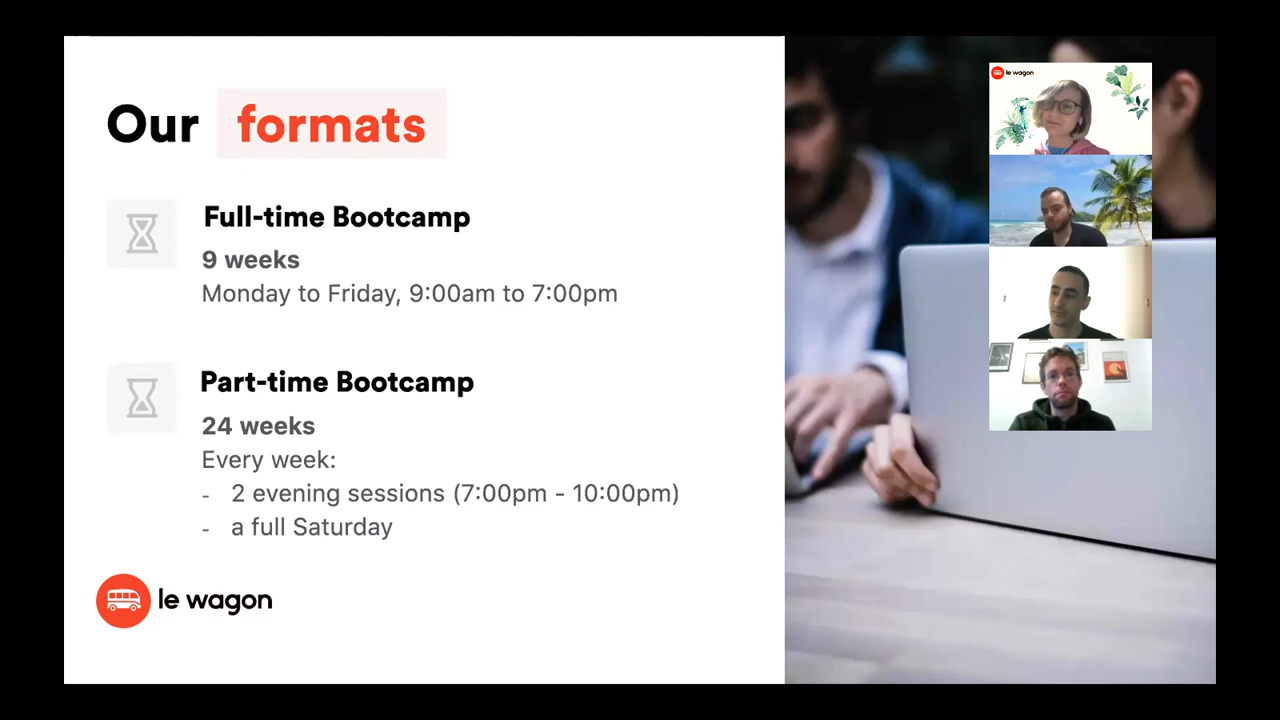 Our formats
Full-time Bootcamp
9 weeks
Monday to Friday, 9:00am to 7:00pm
Part-time Bootcamp
24 weeks
Every week:
- 2 evening sessions (7:00pm - 10:00pm)
- a full Saturday
le wagon
le wagon